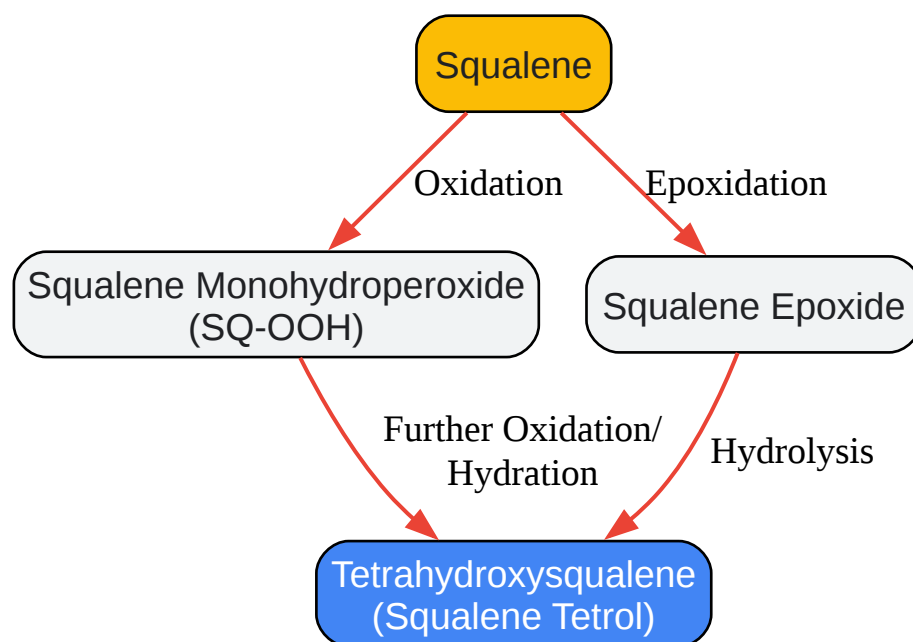 Squalene
Oxidation
Epoxidation
Squalene Monohydroperoxide
(SQ-OOH)
Squalene Epoxide
Further Oxidation/
Hydration
Hydrolysis
Tetrahydroxysqualene
(Squalene Tetrol)